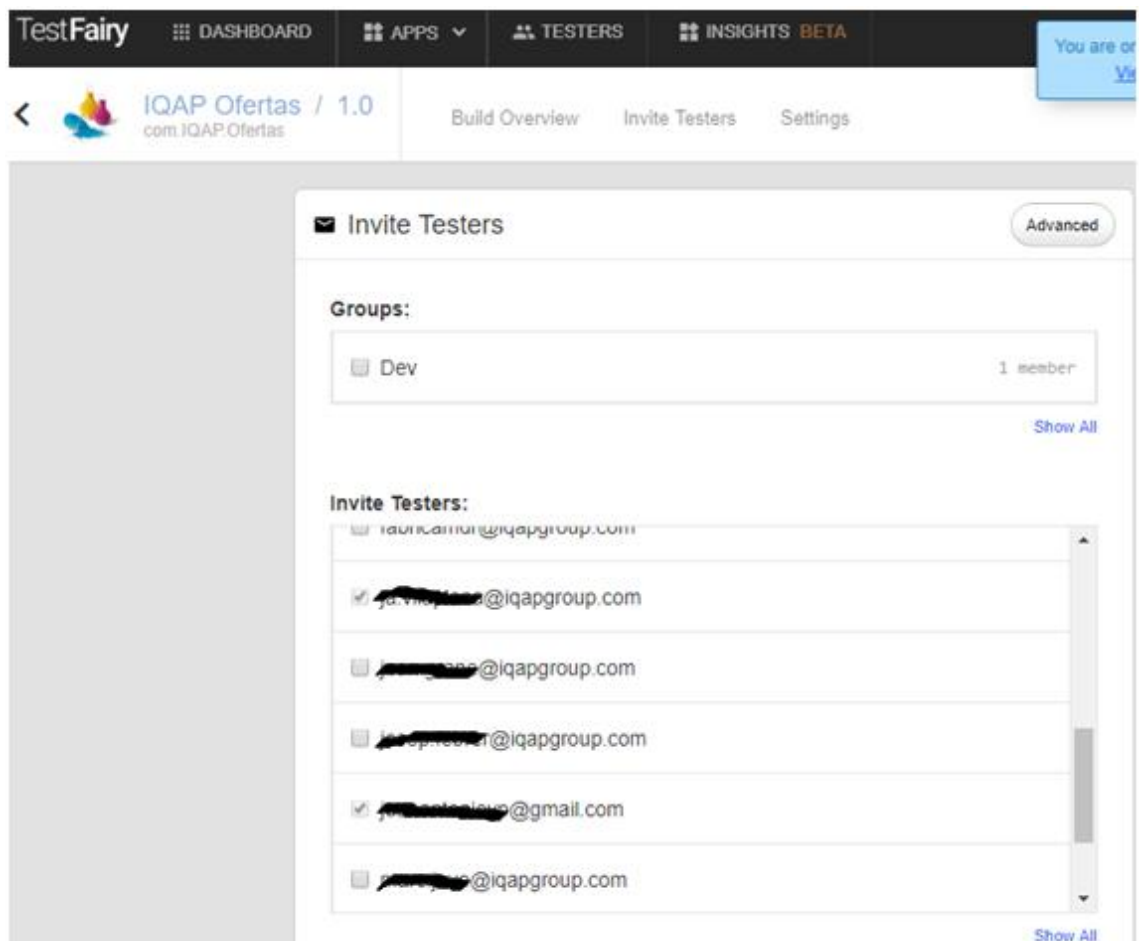 TestFairy DASHBOARD APPS TESTERS INSIGHTS BETA
You are
IQAP Ofertas / 1.0
com.IQAP.Ofertas
Build Overview Invite Testers Settings
Invite Testers
Advanced
Groups:
Dev 1 member
Show All
Invite Testers:
@iqapgroup.com
@iqapgroup.com
@iqapgroup.com
@iqapgroup.com
@gmail.com
@iqapgroup.com
Show All